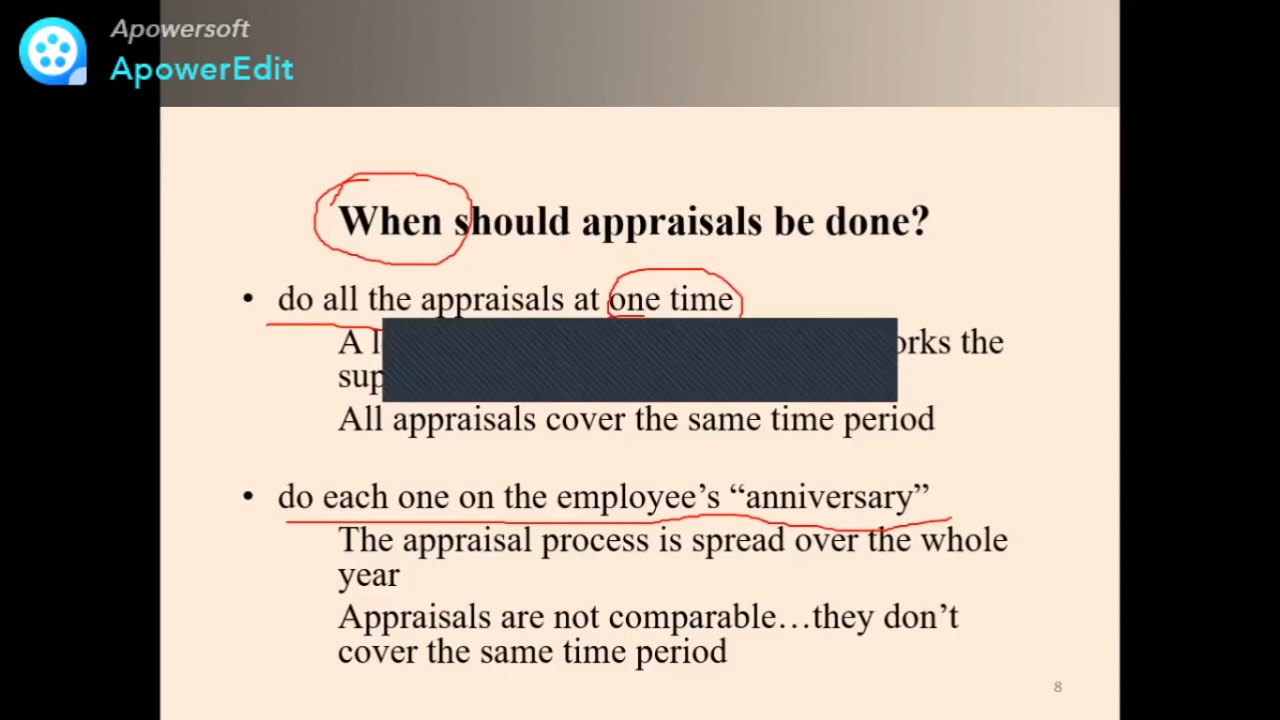 Apowersoft
ApowerEdit
When should appraisals be done?
• do all the appraisals at one time
A the
All appraisals cover the same time period
• do each one on the employee’s “anniversary”
The appraisal process is spread over the whole
year
Appraisals are not comparable…they don’t
cover the same time period
8